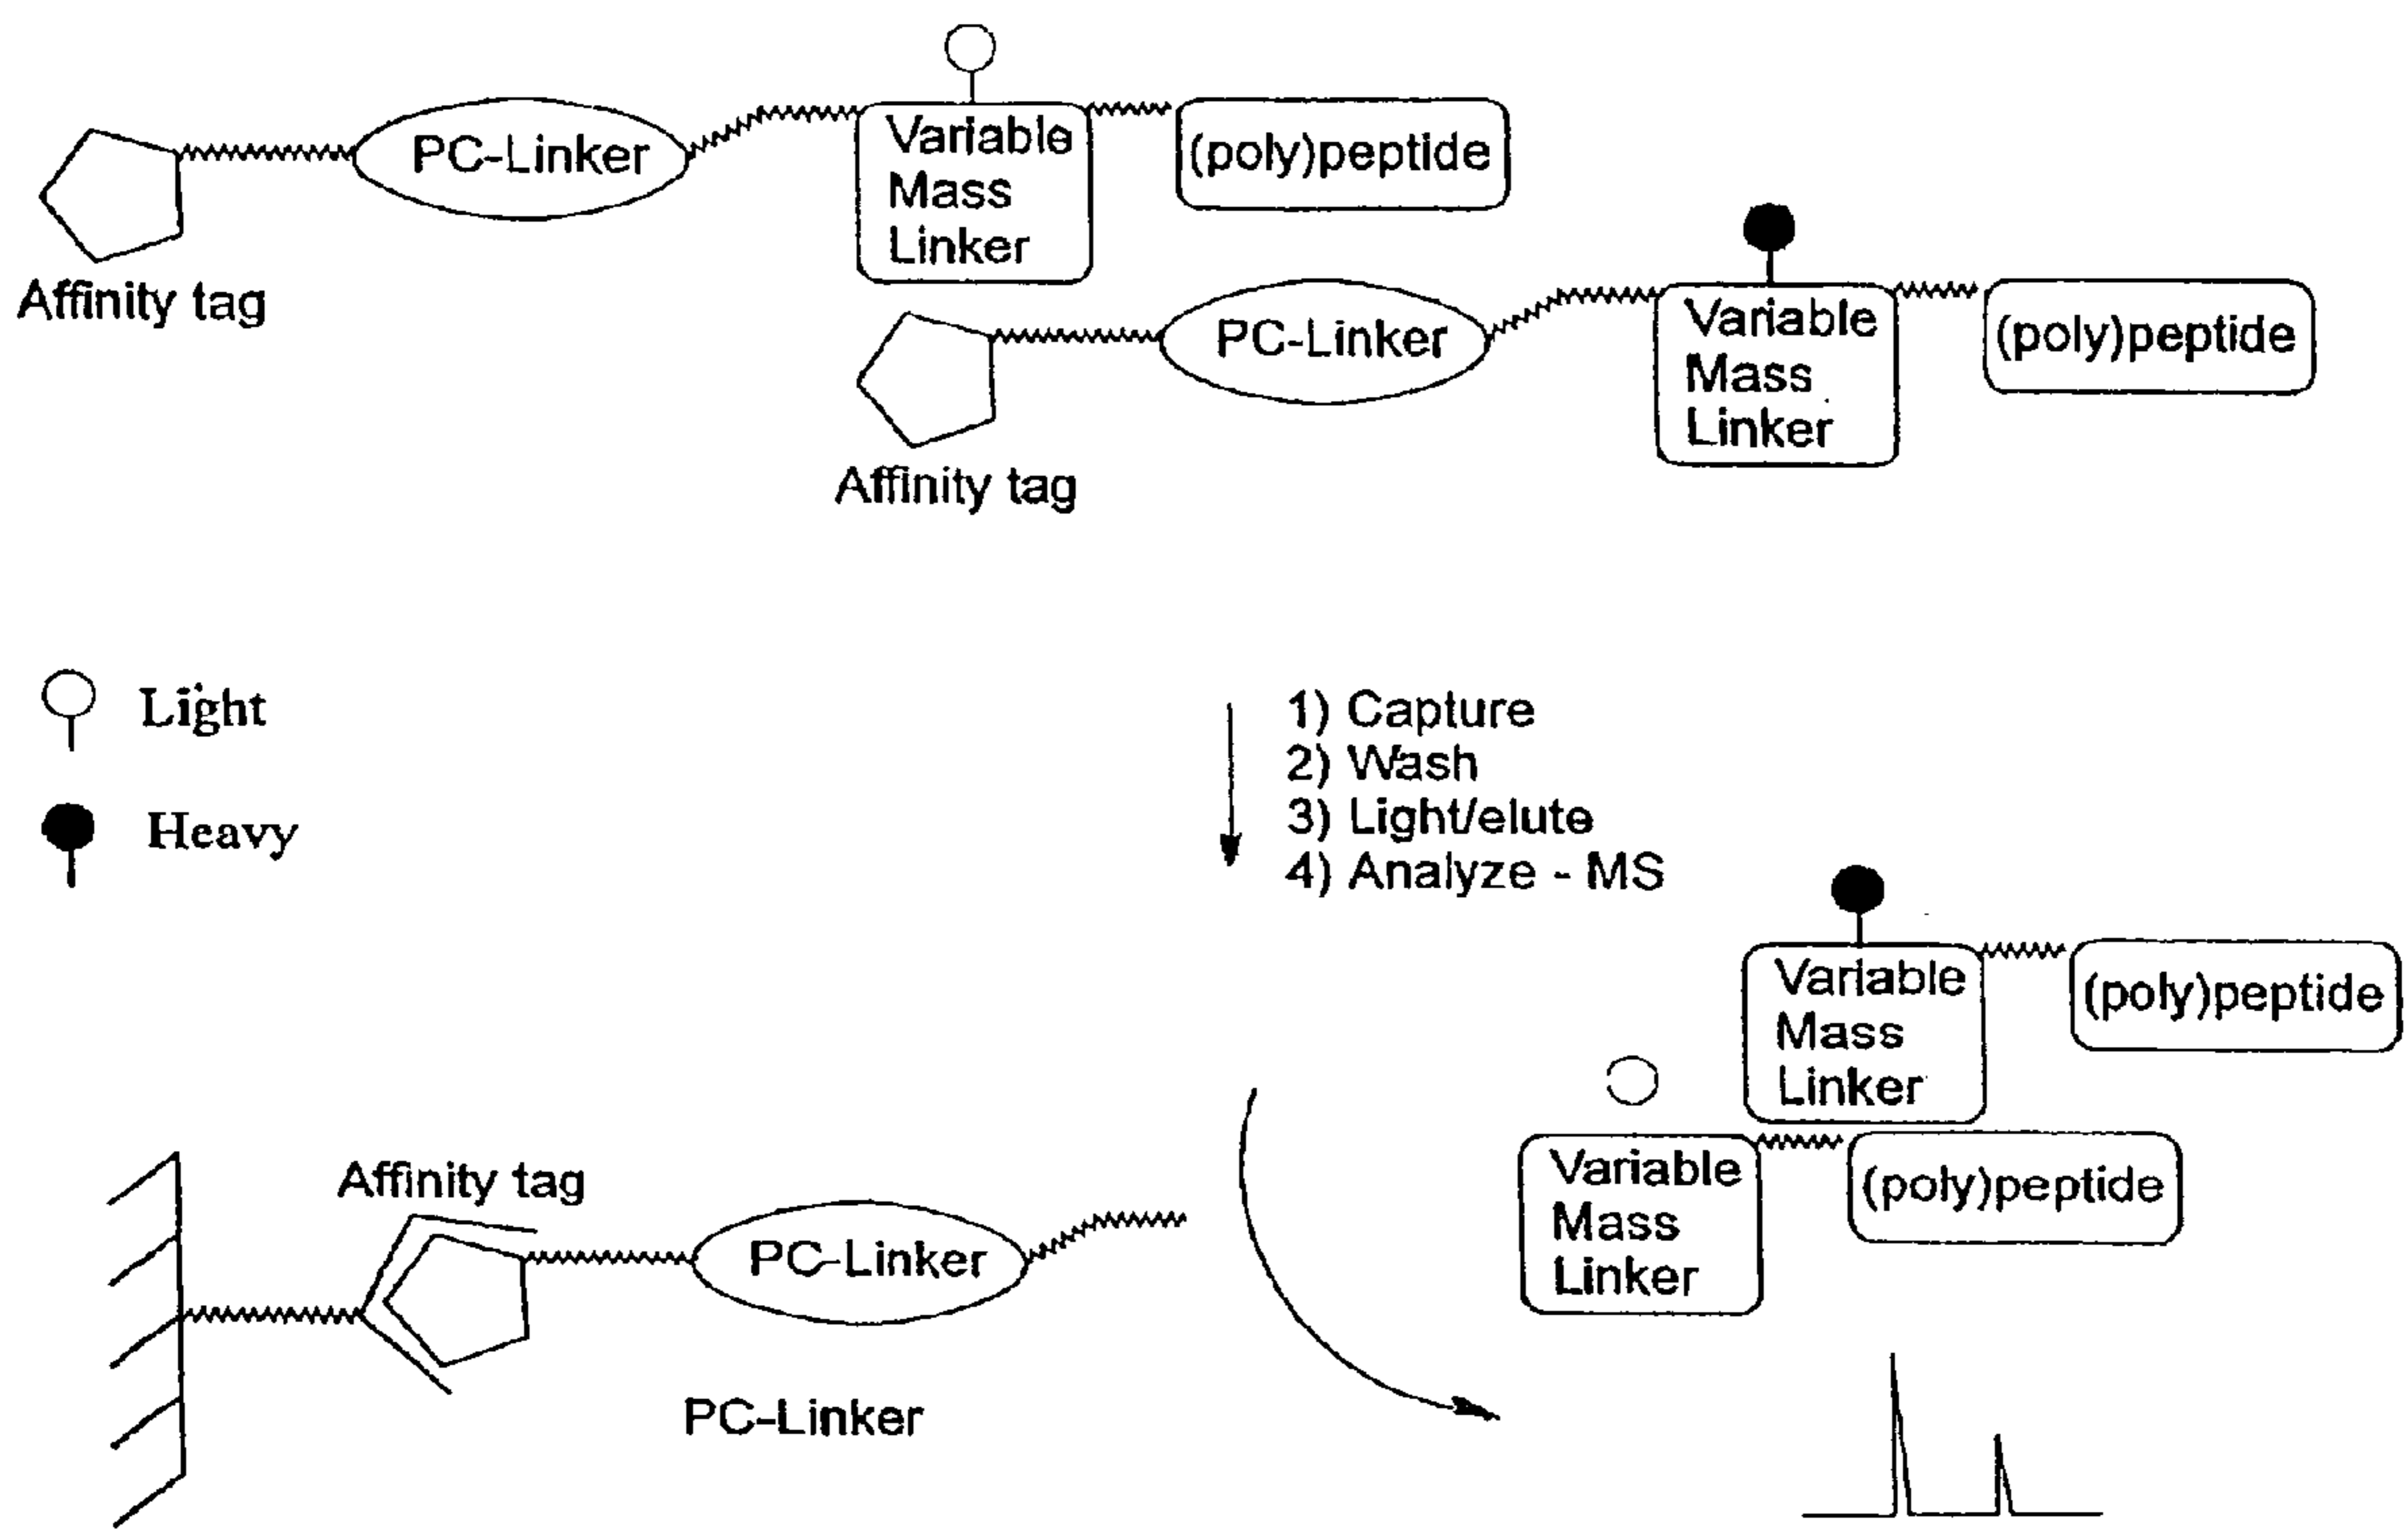 PC-Linker
Variable
Mass
Linker
(poly)peptide
Affinity tag
PC-Linker
Variable
Mass
Linker
(poly)peptide
Affinity tag
Light
Heavy
1) Capture
2) Wash
3) Light/elute
4) Analyze - MS
Variable
Mass
Linker
(poly)peptide
Variable
Mass
Linker
(poly)peptide
Affinity tag
PC-Linker
PC-Linker